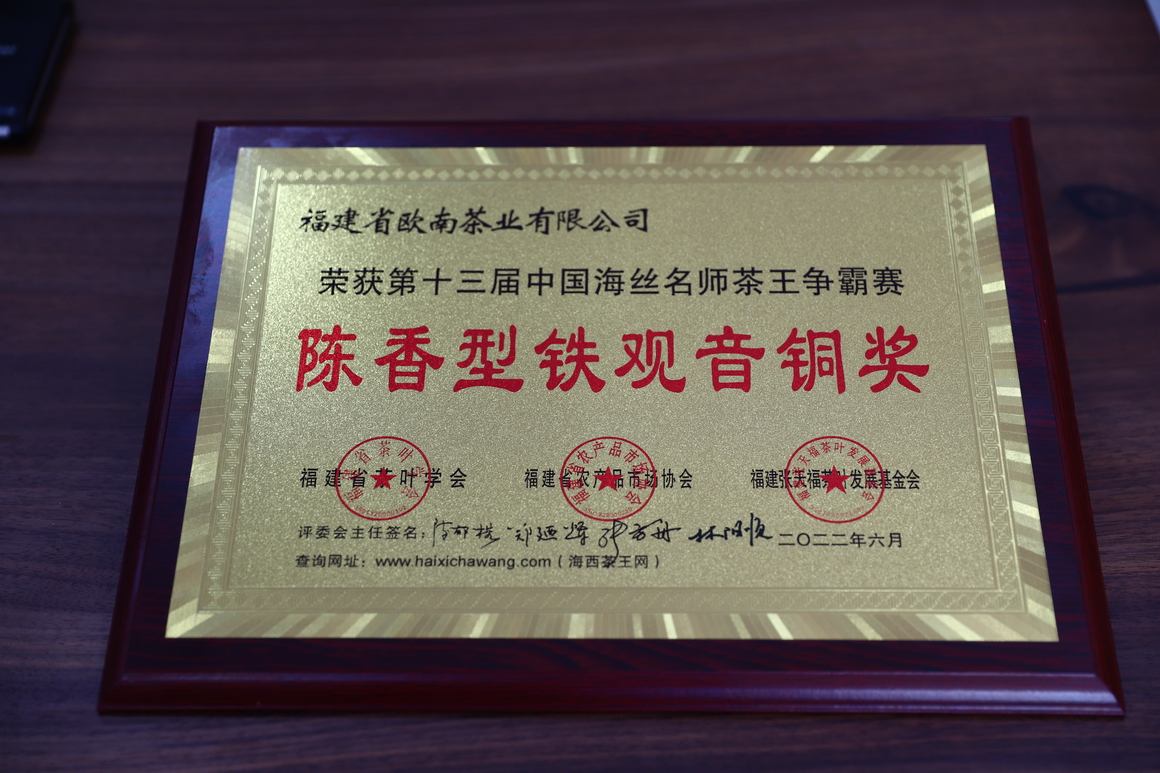 福建省欧南茶业有限公司
荣获第十三届中国海丝名师茶王争霸赛
陈香型铁观音铜奖
福建省茶叶学会 福建省农产品市场协会 福建张天福茶叶发展基金会
评委会主任签名: 郑廼辉 二〇二二年六月
查询网址: www.haixichawang.com (海西茶王网)